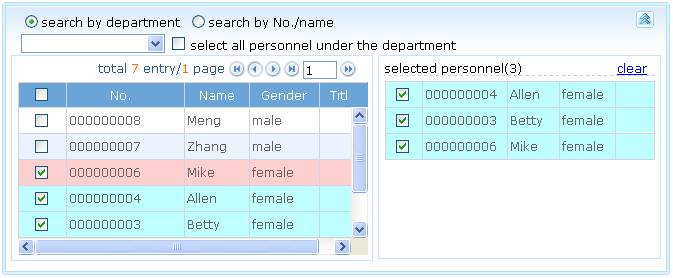 search by department search by No./name
select all personnel under the department
total 7 entry/1 page 1
No. Name Gender Titl
000000008 Meng male
000000007 Zhang male
000000006 Mike female
000000004 Allen female
000000003 Betty female
selected personnel(3) clear
000000004 Allen female
000000003 Betty female
000000006 Mike female